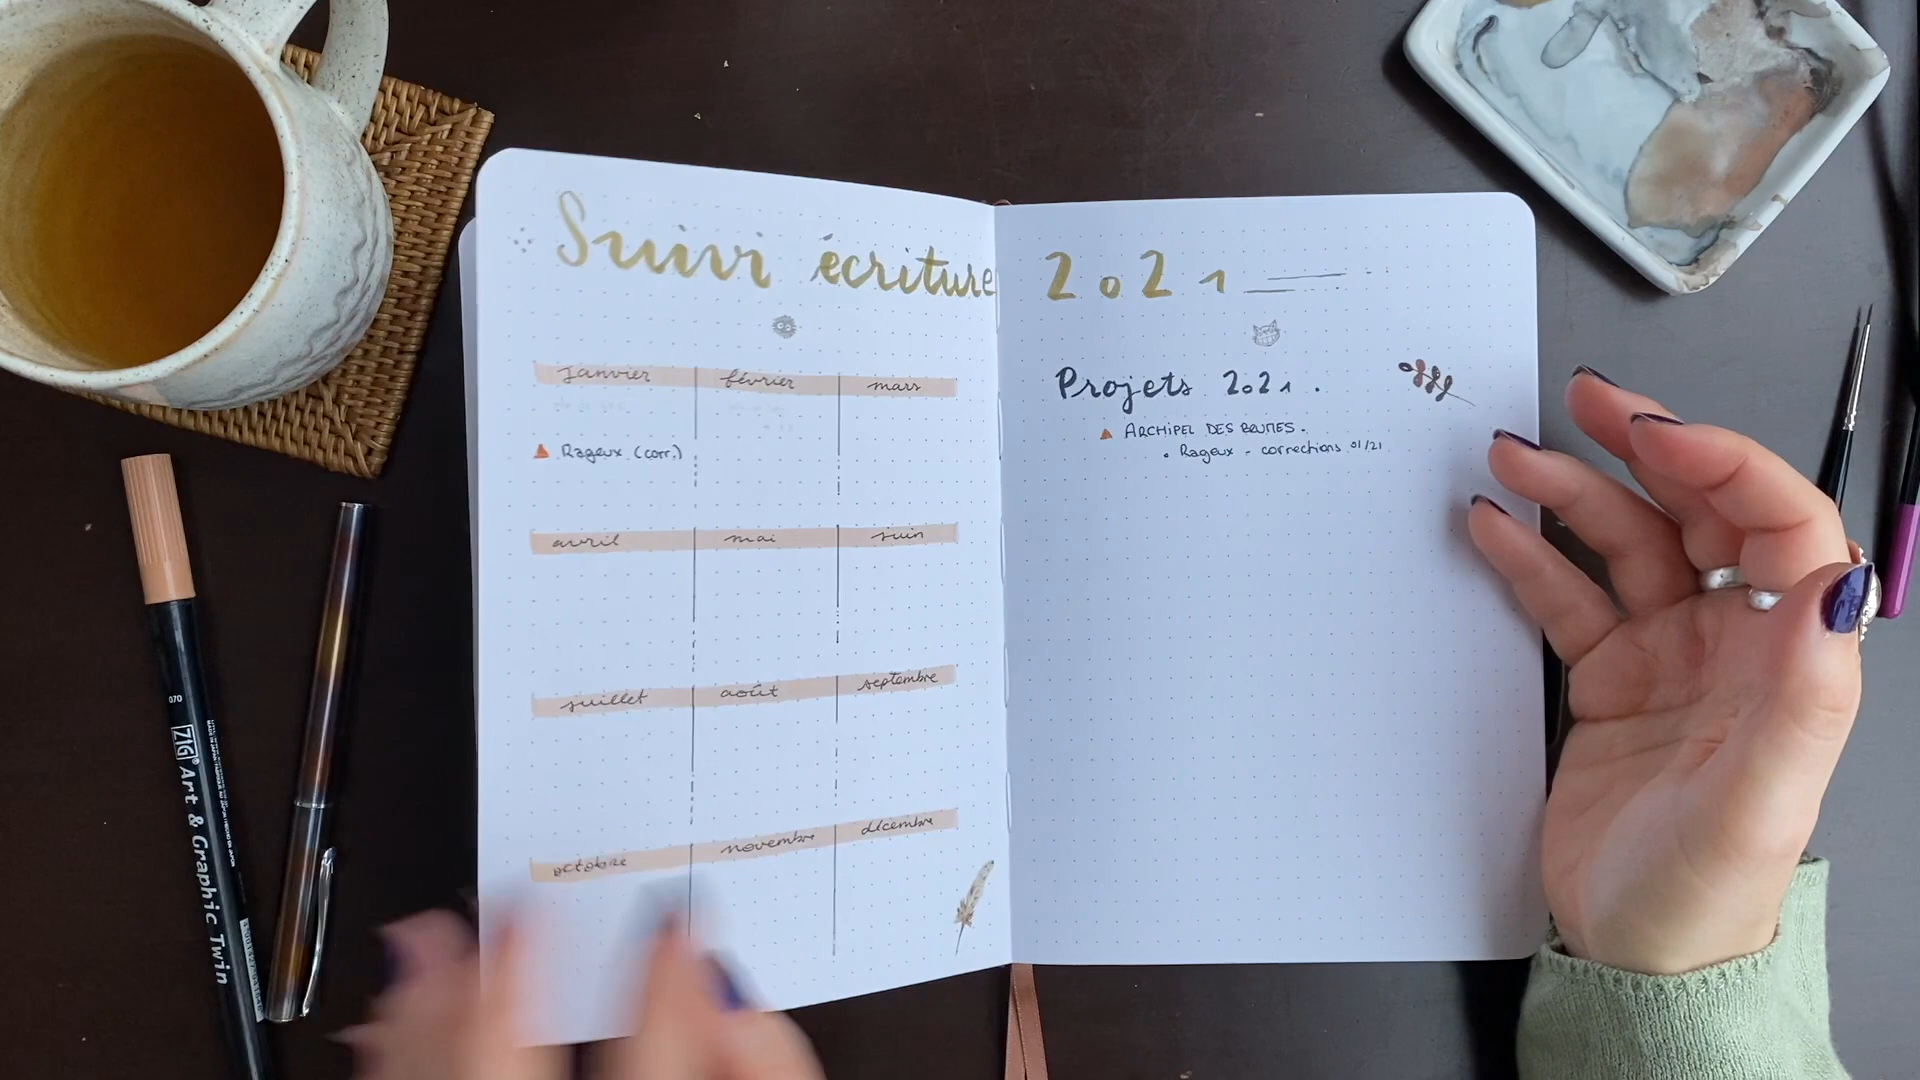 Suivi écriture 2021
janvier février mars
Rageux (corr.)
avril mai juin
juillet août septembre
octobre novembre décembre
Projets 2021.
ARCHIPEL DES BRUMES.
• Rageux - corrections 01/21
070
ZIG® Art & Graphic Twin